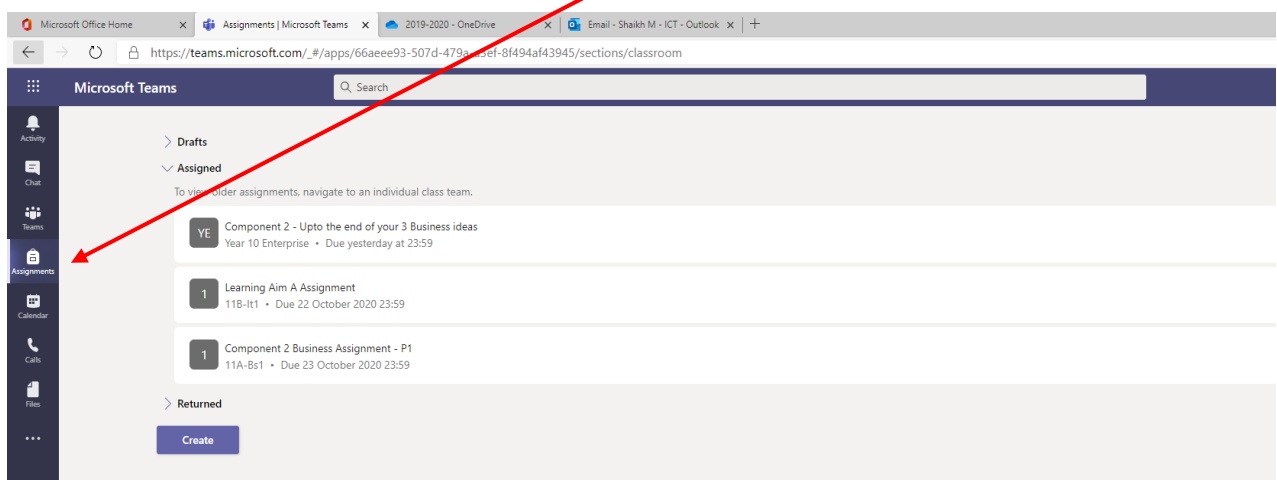 Microsoft Office Home
Assignments | Microsoft Teams
2019-2020 - OneDrive
Email - Shaikh M - ICT - Outlook
https://teams.microsoft.com/_#/apps/66aeee93-507d-479a-a3ef-8f494af43945/sections/classroom
Microsoft Teams
Search
Activity
Chat
Teams
Assignments
Calendar
Calls
Files
Drafts
Assigned
To view older assignments, navigate to an individual class team.
YE
Component 2 - Upto the end of your 3 Business ideas
Year 10 Enterprise • Due yesterday at 23:59
1
Learning Aim A Assignment
11B-It1 • Due 22 October 2020 23:59
1
Component 2 Business Assignment - P1
11A-Bs1 • Due 23 October 2020 23:59
Returned
Create